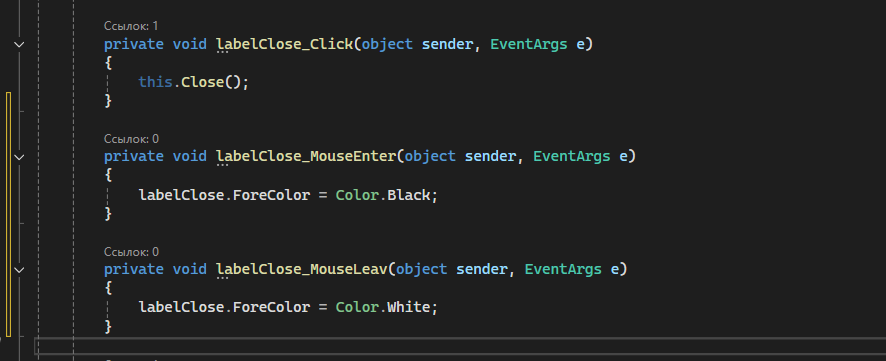 Ссылок: 1
private void labelClose_Click(object sender, EventArgs e)
{
this.Close();
}
Ссылок: 0
private void labelClose_MouseEnter(object sender, EventArgs e)
{
labelClose.ForeColor = Color.Black;
}
Ссылок: 0
private void labelClose_MouseLeav(object sender, EventArgs e)
{
labelClose.ForeColor = Color.White;
}